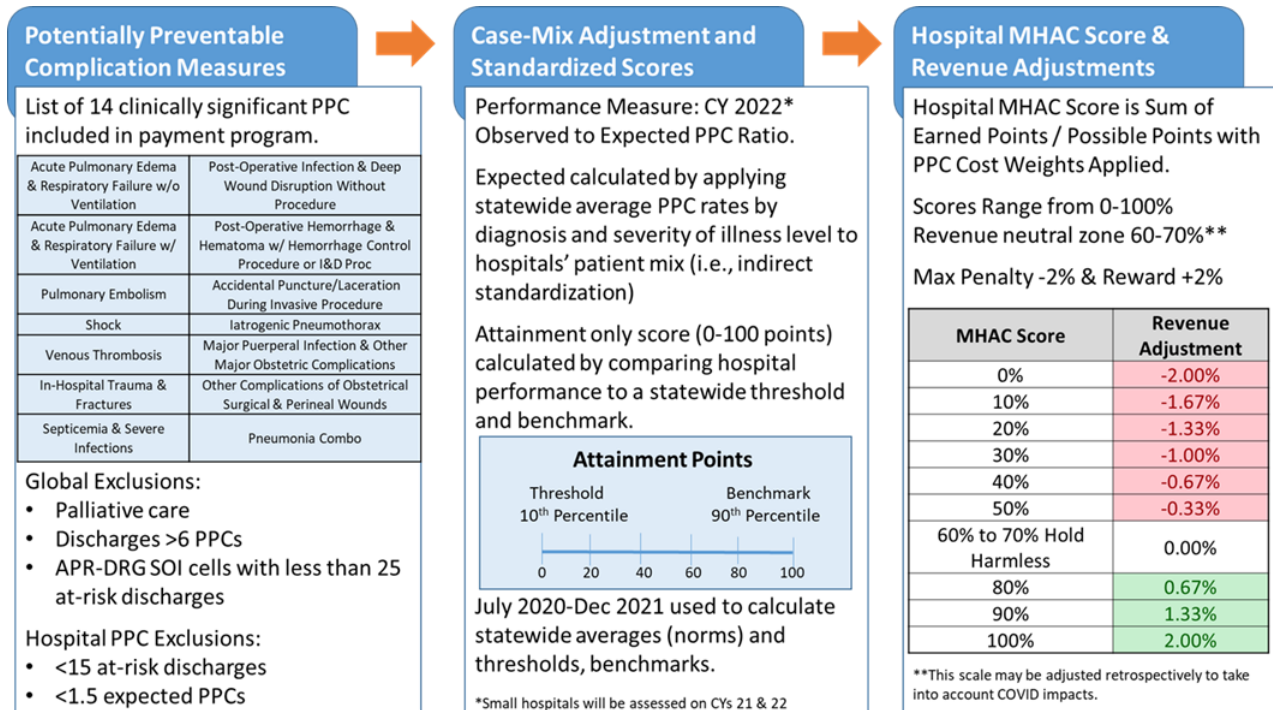 Potentially Preventable
Complication Measures
List of 14 clinically significant PPC
included in payment program.
Acute Pulmonary Edema
& Respiratory Failure w/o
Ventilation
Post-Operative Infection & Deep
Wound Disruption Without
Procedure
Acute Pulmonary Edema
& Respiratory Failure w/
Ventilation
Post-Operative Hemorrhage &
Hematoma w/ Hemorrhage Control
Procedure or I&D Proc
Pulmonary Embolism
Accidental Puncture/Laceration
During Invasive Procedure
Shock
Iatrogenic Pneumothorax
Venous Thrombosis
Major Puerperal Infection & Other
Major Obstetric Complications
In-Hospital Trauma &
Fractures
Other Complications of Obstetrical
Surgical & Perineal Wounds
Septicemia & Severe
Infections
Pneumonia Combo
Global Exclusions:
• Palliative care
• Discharges >6 PPCs
• APR-DRG SOI cells with less than 25
at-risk discharges
Hospital PPC Exclusions:
• <15 at-risk discharges
• <1.5 expected PPCs
Case-Mix Adjustment and
Standardized Scores
Performance Measure: CY 2022*
Observed to Expected PPC Ratio.
Expected calculated by applying
statewide average PPC rates by
diagnosis and severity of illness level to
hospitals' patient mix (i.e., indirect
standardization)
Attainment only score (0-100 points)
calculated by comparing hospital
performance to a statewide threshold
and benchmark.
Attainment Points
Threshold
10th Percentile
Benchmark
90th Percentile
0 20 40 60 80 100
July 2020-Dec 2021 used to calculate
statewide averages (norms) and
thresholds, benchmarks.
*Small hospitals will be assessed on CYs 21 & 22
Hospital MHAC Score &
Revenue Adjustments
Hospital MHAC Score is Sum of
Earned Points / Possible Points with
PPC Cost Weights Applied.
Scores Range from 0-100%
Revenue neutral zone 60-70%**
Max Penalty -2% & Reward +2%
MHAC Score
Revenue
Adjustment
0% -2.00%
10% -1.67%
20% -1.33%
30% -1.00%
40% -0.67%
50% -0.33%
60% to 70% Hold
Harmless
0.00%
80% 0.67%
90% 1.33%
100% 2.00%
**This scale may be adjusted retrospectively to take
into account COVID impacts.